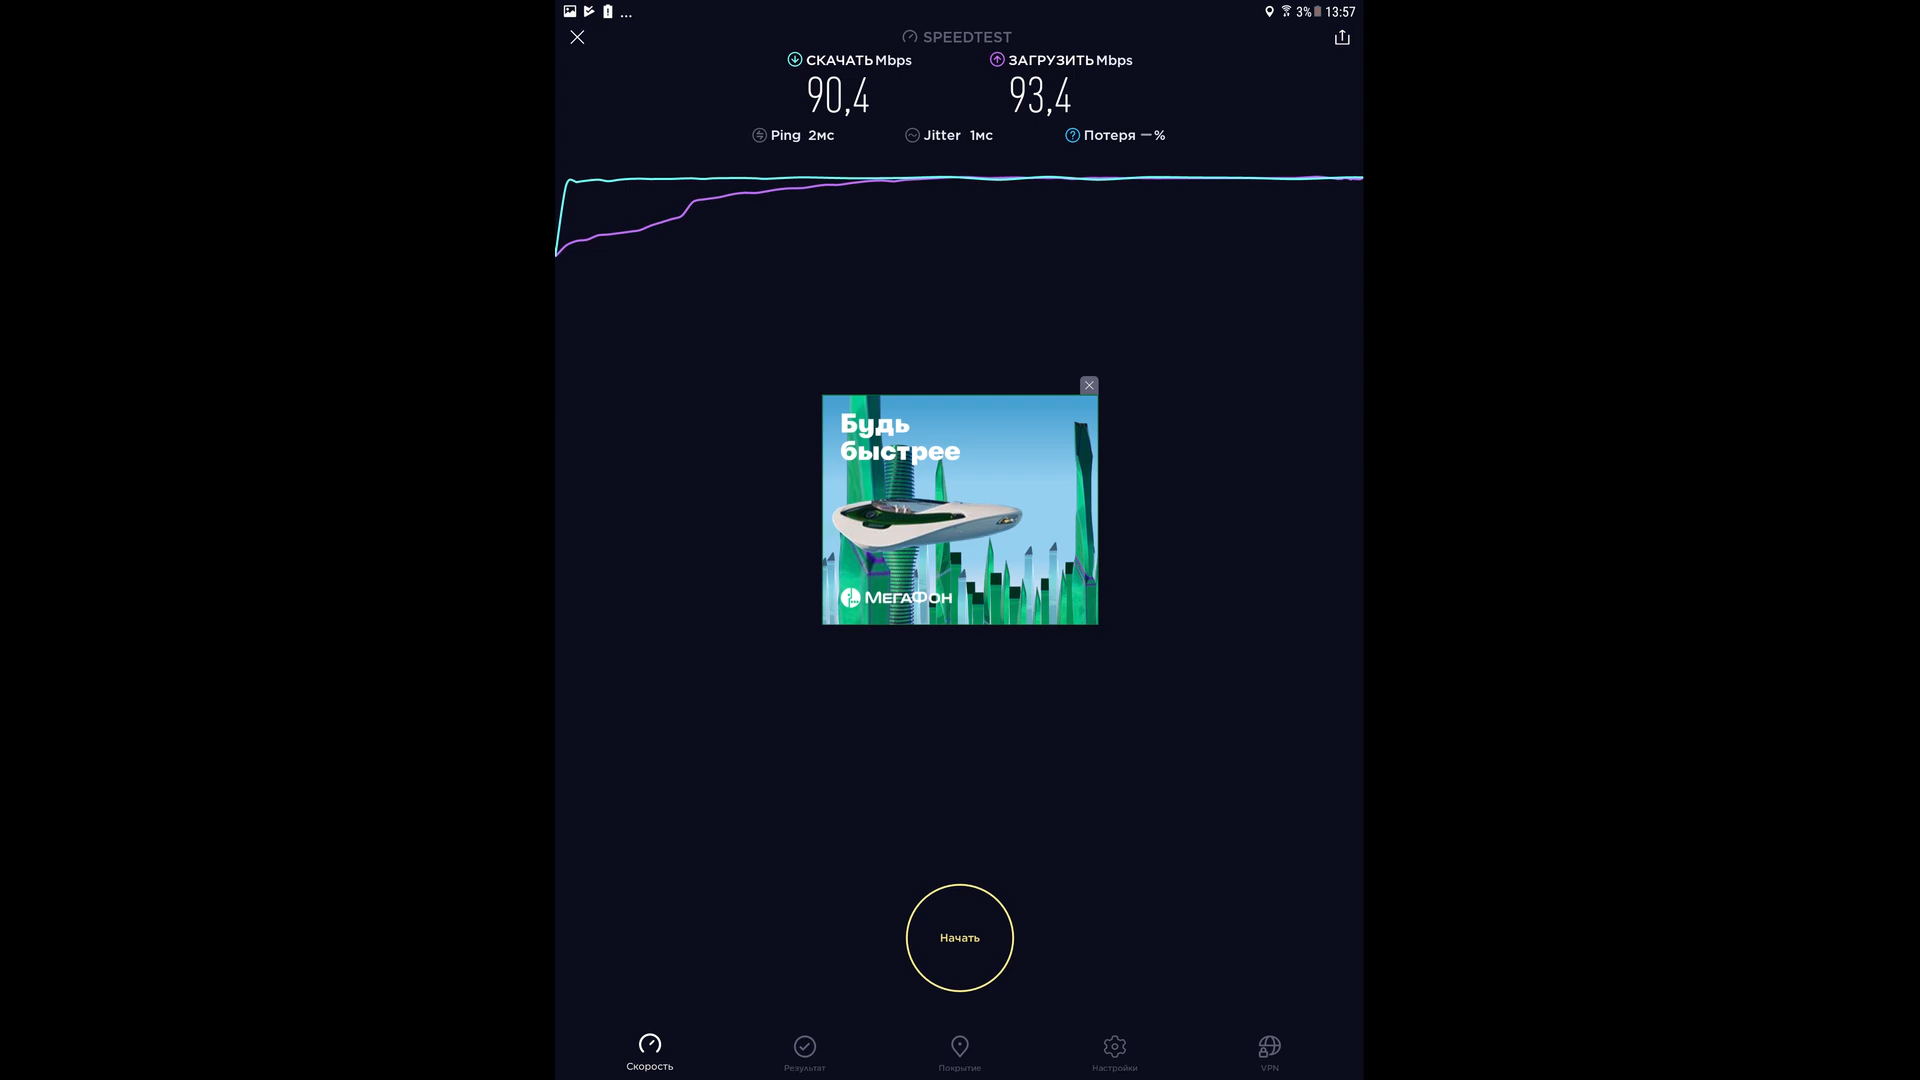 ... 3% 13:57
SPEEDTEST
СКАЧАТЬ Mbps ЗАГРУЗИТЬ Mbps
90,4 93,4
Ping 2мс Jitter 1мс Потеря —%
Будь
быстрее
МЕГАФОН
Начать
Скорость Результат Покрытие Настройки VPN